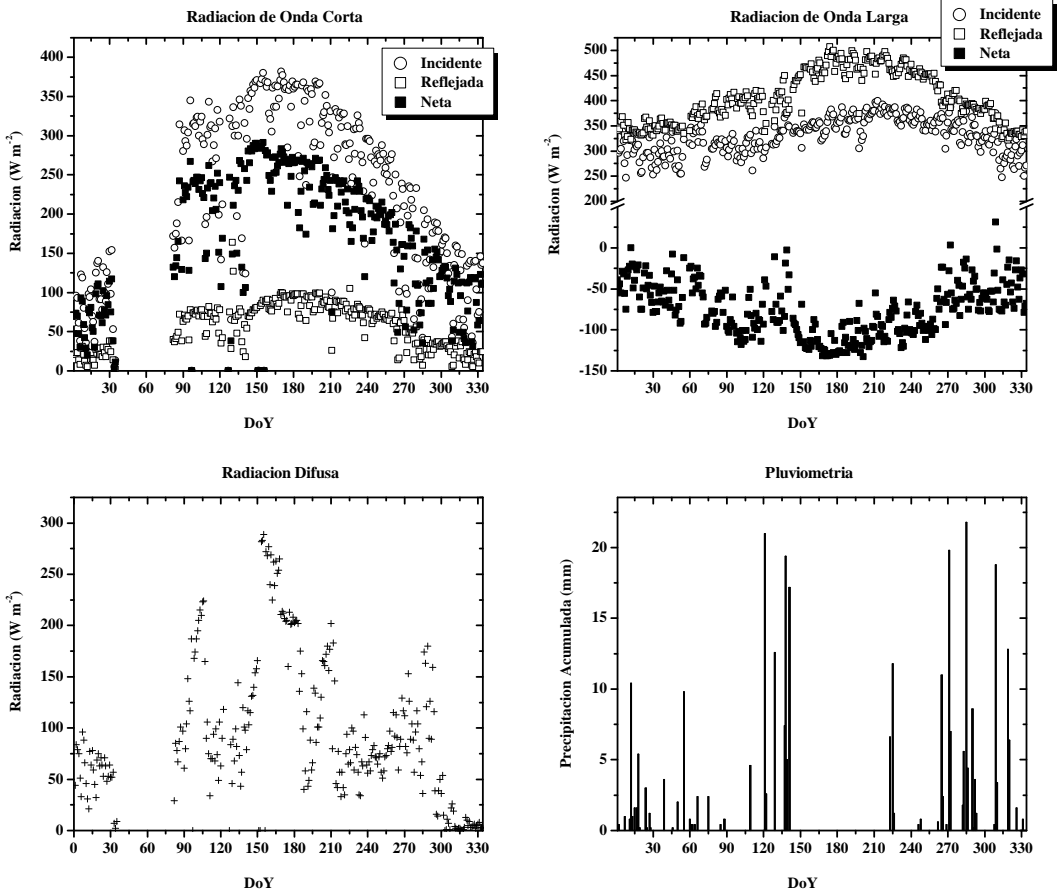 Radiacion de Onda Corta
Radiacion (W m-2)
400
350
300
250
200
150
100
50
0
Incidente
Reflejada
Neta
30 60 90 120 150 180 210 240 270 300 330
DoY
Radiacion de Onda Larga
Radiacion (W m-2)
500
450
400
350
300
250
200
0
-50
-100
-150
Incidente
Reflejada
Neta
30 60 90 120 150 180 210 240 270 300 330
DoY
Radiacion Difusa
Radiacion (W m-2)
300
250
200
150
100
50
0
0 30 60 90 120 150 180 210 240 270 300 330
DoY
Pluviometria
Precipitacion Acumulada (mm)
20
15
10
5
0
30 60 90 120 150 180 210 240 270 300 330
DoY